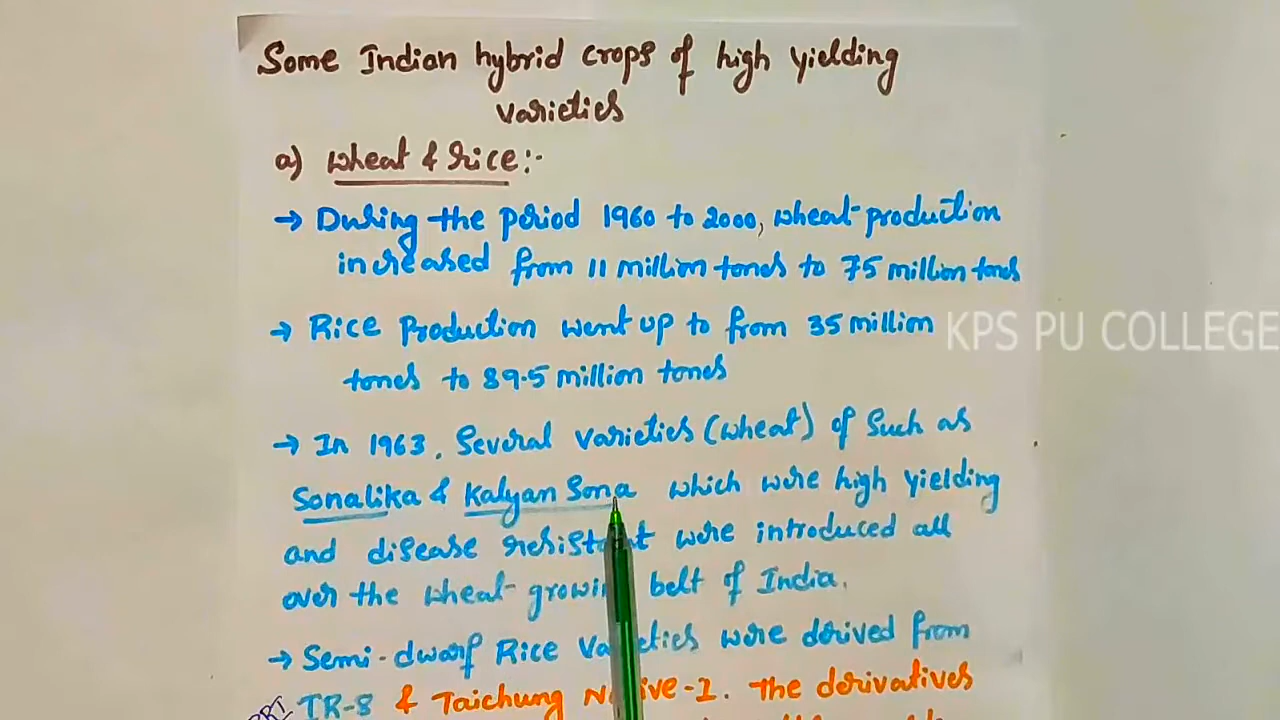 Some Indian hybrid crops of high yielding
varieties
a) Wheat & Rice :-
→ During the period 1960 to 2000, wheat production
increased from 11 million tones to 75 million tones
→ Rice Production went up to from 35 million
tones to 89.5 million tones
KPS PU COLLEGE
→ In 1963. Several varieties (wheat) of such as
Sonalika & Kalyan Sona which were high yielding
and disease resistant were introduced all
over the wheat-growing belt of India.
→ Semi-dwarf Rice Varieties were derived from
IR-8 & Taichung Native-1. The derivatives